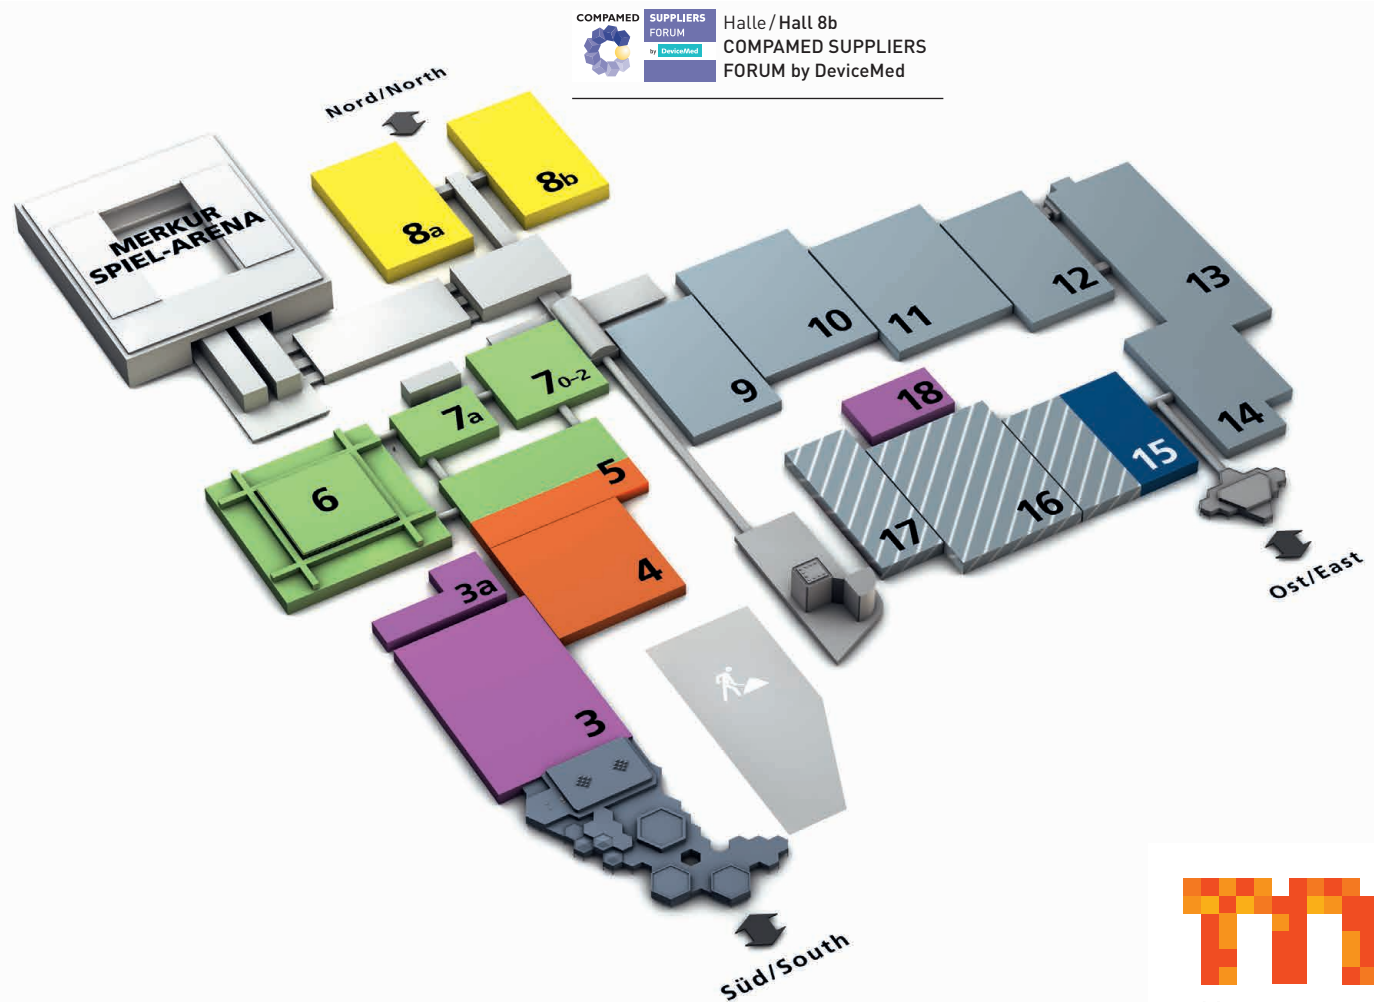 COMPAMED
SUPPLIERS
FORUM
by DeviceMed
Halle / Hall 8b
COMPAMED SUPPLIERS
FORUM by DeviceMed
Nord/North
8b
8a
MERKUR
SPIEL-ARENA
13
12
11
10
9
7 0–2
7a
18
14
15
5
6
16
17
4
3a
Ost/East
3
Süd/South